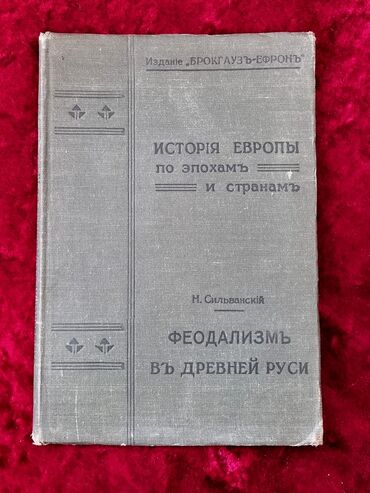 Изданіе „БРОКГАУЗЪ-ЕФРОНЪ“
ИСТОРІЯ ЕВРОПЫ
по эпохамъ
и странамъ
Н. Сильванскій
ФЕОДАЛИЗМЪ
ВЪ ДРЕВНЕЙ РУСИ